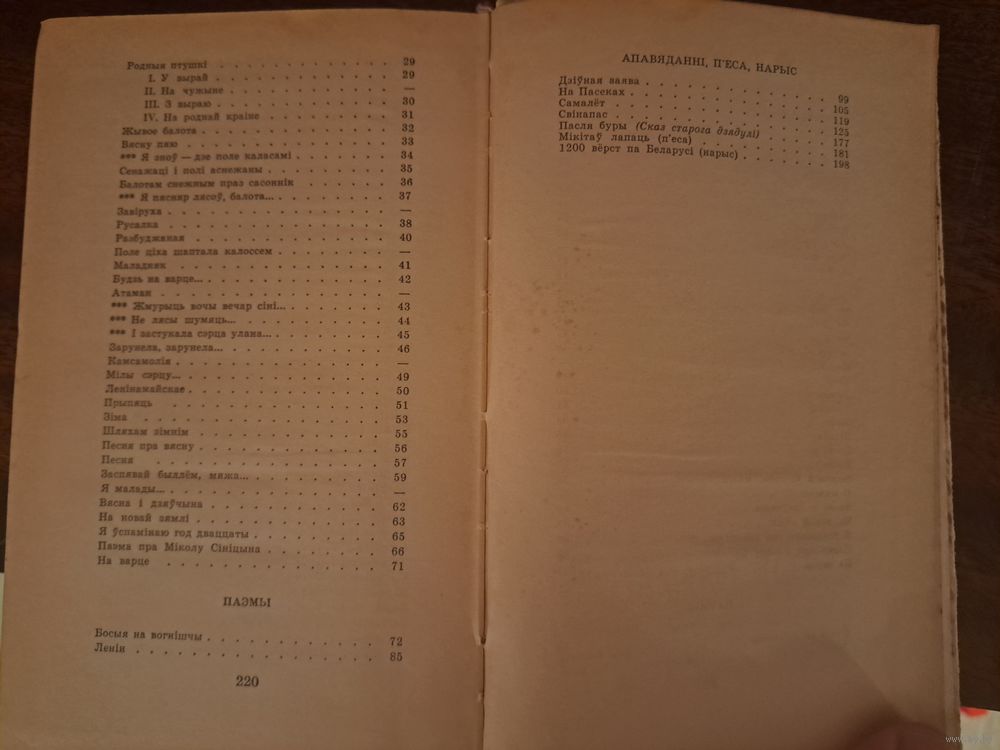 Родныя птушкі . . . . . . . . . . . . 29
I. У вырай . . . . . . . . . . . . 29
II. На чужыне . . . . . . . . . . . —
III. З выраю . . . . . . . . . . . 30
IV. На роднай краіне . . . . . . . . . 31
Жывое балота . . . . . . . . . . . . 32
Вясну пяю . . . . . . . . . . . . . 33
*** Я зноў — дзе поле каласамі . . . . . . . 34
Сенажаці і полі аснежаны . . . . . . . . . 35
Балотам снежным праз сасоннік . . . . . . 36
*** Я пясняр лясоў, балота... . . . . . . . . 37
Завіруха . . . . . . . . . . . . . —
Русалка . . . . . . . . . . . . . 38
Разбуджаная . . . . . . . . . . . . 40
Поле ціха шаптала калоссем . . . . . . . . —
Маладняк . . . . . . . . . . . . . 41
Будзь на варце... . . . . . . . . . . . 42
Атаман . . . . . . . . . . . . . —
*** Жмурыць вочы вечар сіні... . . . . . . . 43
*** Не лясы шумяць... . . . . . . . . . 44
*** І застукала сэрца улана... . . . . . . . . 45
Зарунела, зарунела... . . . . . . . . . . 46
Камсамолія . . . . . . . . . . . . . —
Мілы сэрцу... . . . . . . . . . . . . 49
Ленінамайскае . . . . . . . . . . . . 50
Прыпяць . . . . . . . . . . . . . 51
Зіма . . . . . . . . . . . . . . 53
Шляхам зімнім . . . . . . . . . . . . 55
Песня пра вясну . . . . . . . . . . . 56
Песня . . . . . . . . . . . . . . 57
Заспявай быллём, мяжа... . . . . . . . . . 59
Я малады... . . . . . . . . . . . . —
Вясна і дзяўчына . . . . . . . . . . . 62
На новай зямлі . . . . . . . . . . . . 63
Я ўспамінаю год дваццаты . . . . . . . . 65
Паэма пра Міколу Сініцына . . . . . . . . 66
На варце . . . . . . . . . . . . . 71
ПАЭМЫ
Босыя на вогнішчы . . . . . . . . . . . 72
Ленін . . . . . . . . . . . . . . 85
220
АПАВЯДАННІ, П'ЕСА, НАРЫС
Дзіўная заява . . . . . . . . . . . . 99
На Пасеках . . . . . . . . . . . . . 105
Самалёт . . . . . . . . . . . . . 119
Свінапас . . . . . . . . . . . . . 125
Пасля буры (Сказ старога дзядулі) . . . . . . 177
Мікітаў лапаць (п'еса) . . . . . . . . . 181
1200 вёрст па Беларусі (нарыс) . . . . . . . 198